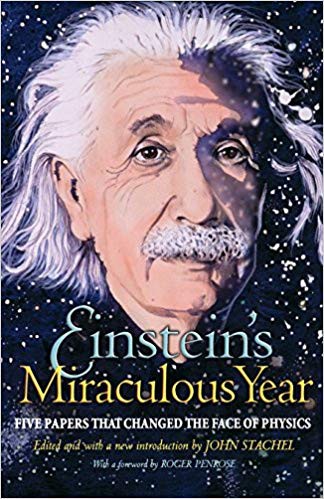 Einstein's
Miraculous Year
FIVE PAPERS THAT CHANGED THE FACE OF PHYSICS
Edited and with a new introduction by JOHN STACHEL
With a foreword by ROGER PENROSE